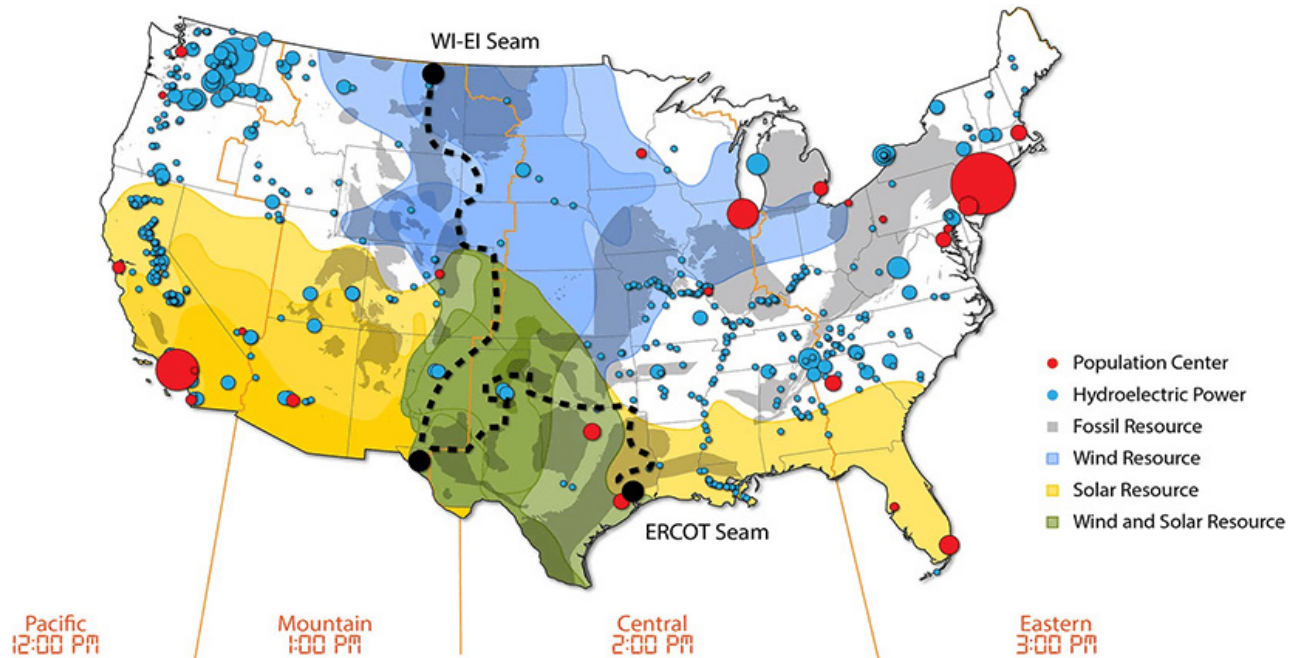 WI-EI Seam
Population Center
Hydroelectric Power
Fossil Resource
Wind Resource
Solar Resource
Wind and Solar Resource
ERCOT Seam
Pacific
12:00 PM
Mountain
1:00 PM
Central
2:00 PM
Eastern
3:00 PM